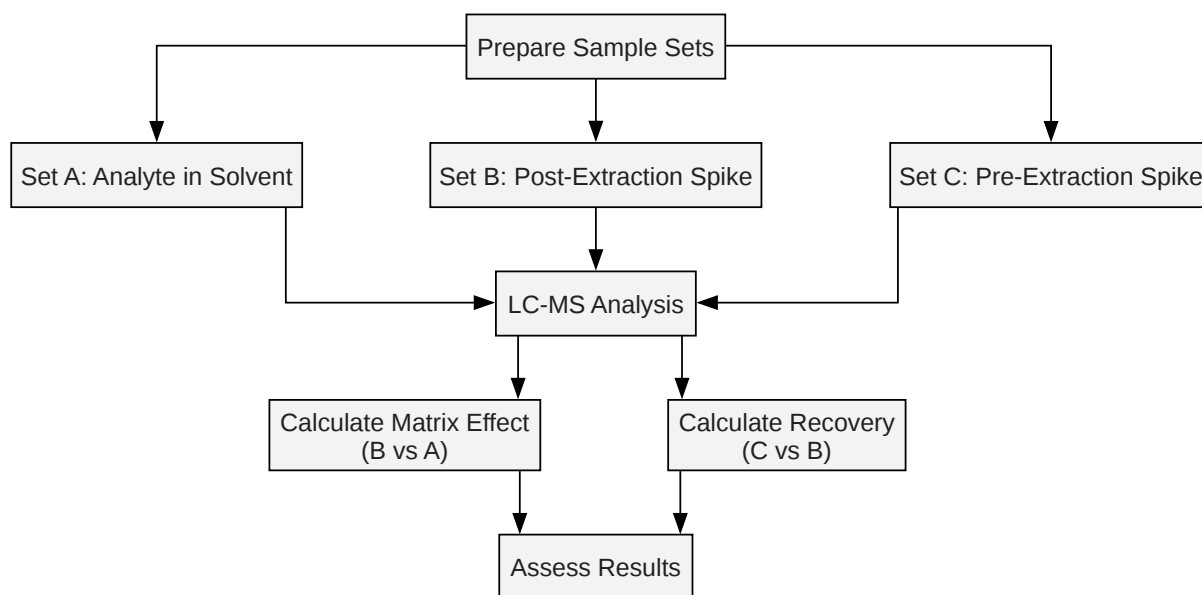 Prepare Sample Sets
Set A: Analyte in Solvent
Set B: Post-Extraction Spike
Set C: Pre-Extraction Spike
LC-MS Analysis
Calculate Matrix Effect
(B vs A)
Calculate Recovery
(C vs B)
Assess Results